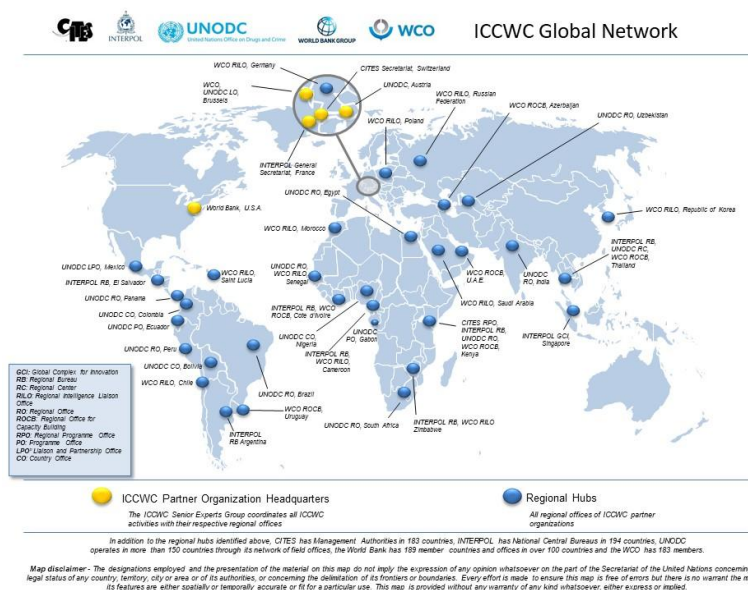 CITES
INTERPOL
UNODC
United Nations Office on Drugs and Crime
WORLD BANK GROUP
WCO
ICCWC Global Network
WCO RILO, Germany
CITES Secretariat, Switzerland
WCO,
UNODC LO,
Brussels
UNODC, Austria
WCO RILO, Russian
Federation
WCO ROCB, Azerbaijan
WCO RILO, Poland
UNODC RO, Uzbekistan
INTERPOL General
Secretariat, France
UNODC RO, Egypt
World Bank, U.S.A.
WCO RILO, Republic of Korea
WCO RILO, Morocco
INTERPOL RB,
UNODC RC,
WCO ROCB,
Thailand
UNODC LPO, Mexico
WCO RILO,
Saint Lucia
UNODC RO,
WCO RILO,
Senegal
WCO ROCB,
U.A.E.
UNODC
RO, India
INTERPOL RB, El Salvador
UNODC RO, Panama
WCO RILO, Saudi Arabia
INTERPOL RB, WCO
ROCB, Cote d'Ivoire
UNODC CO, Colombia
UNODC PO, Ecuador
UNODC CO,
Nigeria
UNODC
PO, Gabon
CITES RPO,
INTERPOL RB,
UNODC RO,
WCO ROCB,
Kenya
INTERPOL GCI,
Singapore
UNODC RO, Peru
INTERPOL RB,
WCO RILO,
Cameroon
UNODC CO, Bolivia
WCO RILO, Chile
UNODC RO, Brazil
WCO ROCB,
Uruguay
INTERPOL
RB Argentina
UNODC RO, South Africa
INTERPOL RB, WCO RILO
Zimbabwe
GCI: Global Complex for Innovation
RB: Regional Bureau
RC: Regional Center
RILO: Regional Intelligence Liaison
Office
RO: Regional Office
ROCB: Regional Office for
Capacity Building
RPO: Regional Programme Office
PO: Programme Office
LPO: Liaison and Partnership Office
CO: Country Office
ICCWC Partner Organization Headquarters
The ICCWC Senior Experts Group coordinates all ICCWC
activities with their respective regional offices
Regional Hubs
All regional offices of ICCWC partner
organizations
In addition to the regional hubs identified above, CITES has Management Authorities in 183 countries, INTERPOL has National Central Bureaus in 194 countries, UNODC
operates in more than 150 countries through its network of field offices, the World Bank has 189 member countries and offices in over 100 countries and the WCO has 183 members.
Map disclaimer - The designations employed and the presentation of the material on this map do not imply the expression of any opinion whatsoever on the part of the Secretariat of the United Nations concernin
legal status of any country, territory, city or area or of its authorities, or concerning the delimitation of its frontiers or boundaries. Every effort is made to ensure this map is free of errors but there is no warrant the m
its features are either spatially or temporally accurate or fit for a particular use. This map is provided without any warranty of any kind whatsoever, either express or implied.